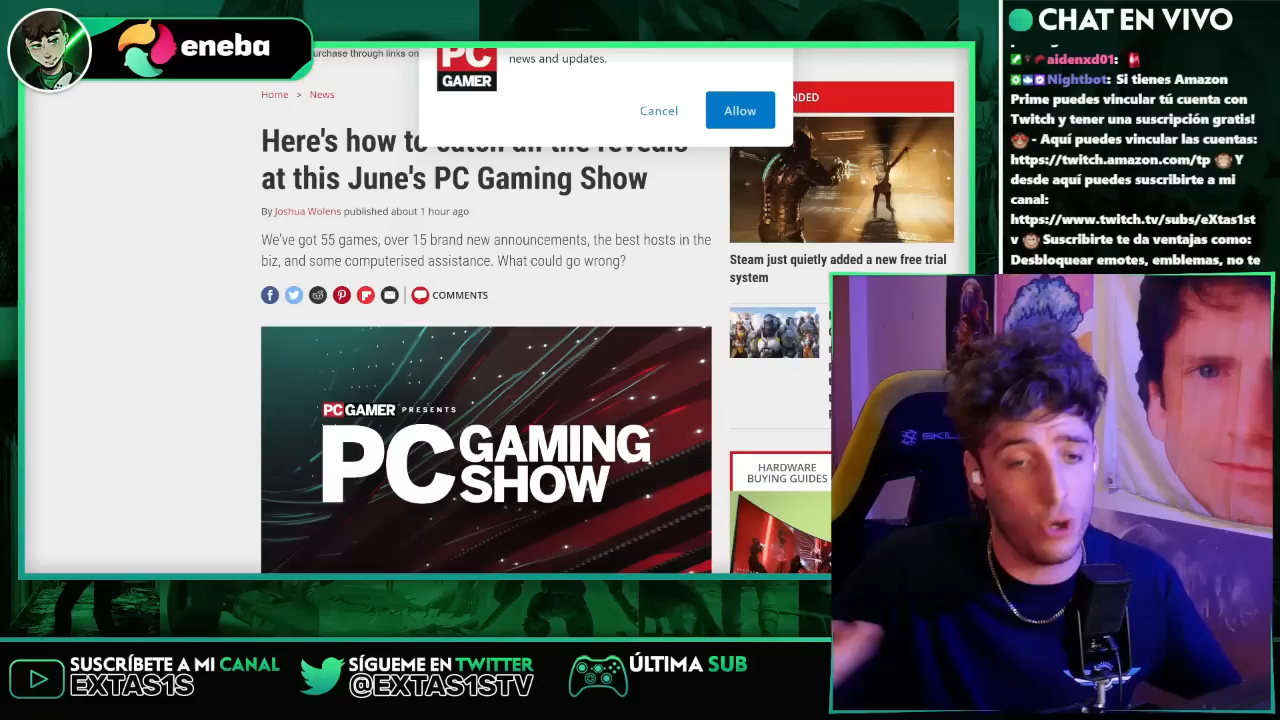 eneba
urchase through links on
PC
GAMER
news and updates.
Cancel
Allow
Home > News
NDED
Here's how to catch all the reveals
at this June's PC Gaming Show
By Joshua Wolens published about 1 hour ago
We've got 55 games, over 15 brand new announcements, the best hosts in the
biz, and some computerised assistance. What could go wrong?
COMMENTS
PC GAMER PRESENTS
PC GAMING
SHOW
Steam just quietly added a new free trial
system
HARDWARE
BUYING GUIDES
CHAT EN VIVO
aidenxd01:
Nightbot: Si tienes Amazon
Prime puedes vincular tú cuenta con
Twitch y tener una suscripción gratis!
- Aquí puedes vincular las cuentas:
https://twitch.amazon.com/tp Y
desde aquí puedes suscribirte a mi
canal:
https://www.twitch.tv/subs/eXtas1st
v Suscribirte te da ventajas como:
Desbloquear emotes, emblemas, no te
SKILL
SUSCRÍBETE A MI CANAL
EXTAS1S
SÍGUEME EN TWITTER
@EXTAS1STV
ÚLTIMA SUB